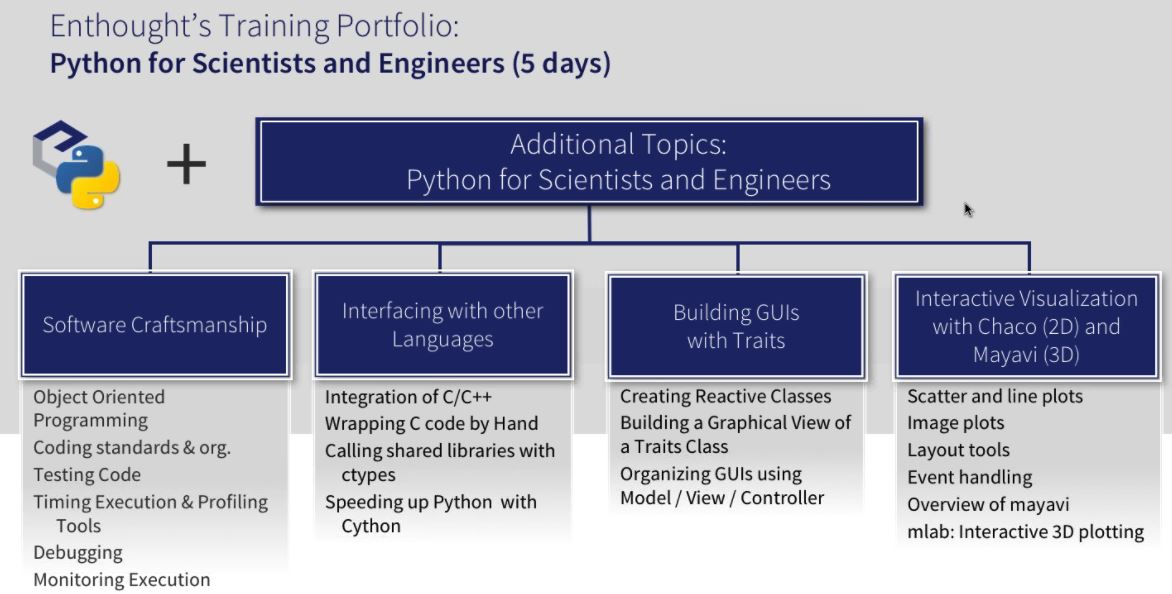 Enthought's Training Portfolio:
Python for Scientists and Engineers (5 days)
+
Additional Topics:
Python for Scientists and Engineers
Software Craftsmanship
Object Oriented
Programming
Coding standards & org.
Testing Code
Timing Execution & Profiling
Tools
Debugging
Monitoring Execution
Interfacing with other
Languages
Integration of C/C++
Wrapping C code by Hand
Calling shared libraries with
ctypes
Speeding up Python with
Cython
Building GUIs
with Traits
Creating Reactive Classes
Building a Graphical View of
a Traits Class
Organizing GUIs using
Model / View / Controller
Interactive Visualization
with Chaco (2D) and
Mayavi (3D)
Scatter and line plots
Image plots
Layout tools
Event handling
Overview of mayavi
mlab: Interactive 3D plotting